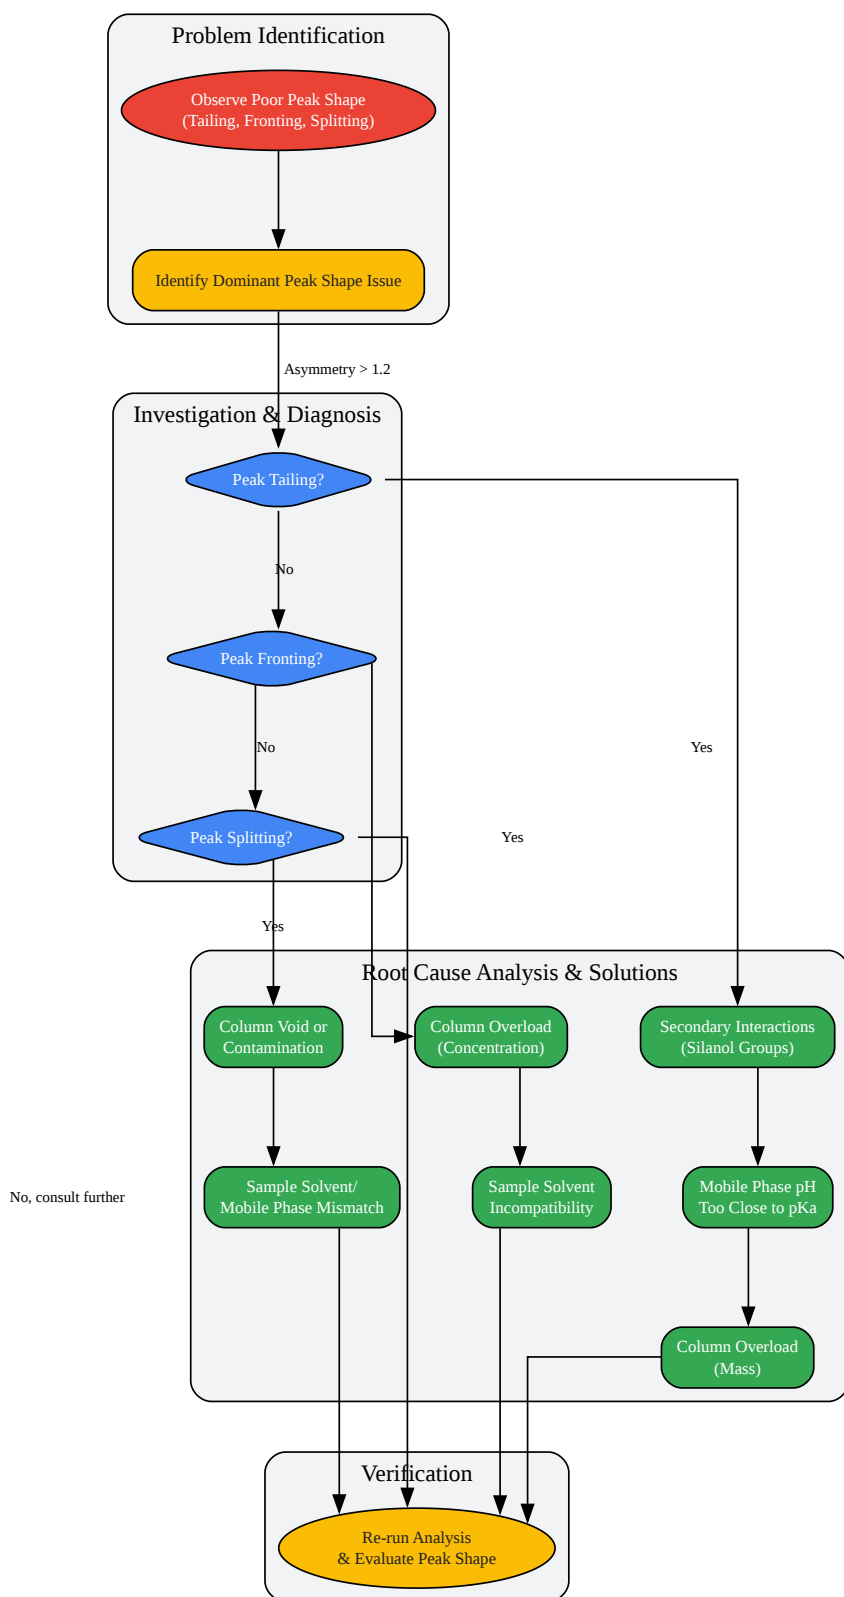 Problem Identification
Observe Poor Peak Shape
(Tailing, Fronting, Splitting)
Identify Dominant Peak Shape Issue
Asymmetry > 1.2
Investigation & Diagnosis
Peak Tailing?
No
Peak Fronting?
No
Yes
Peak Splitting?
Yes
Yes
Root Cause Analysis & Solutions
Column Void or
Contamination
Column Overload
(Concentration)
Secondary Interactions
(Silanol Groups)
No, consult further
Sample Solvent/
Mobile Phase Mismatch
Sample Solvent
Incompatibility
Mobile Phase pH
Too Close to pKa
Column Overload
(Mass)
Verification
Re-run Analysis
& Evaluate Peak Shape